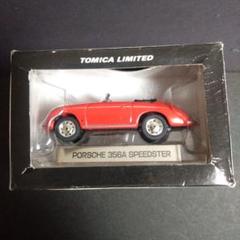 TOMICA LIMITED
PORSCHE 356A SPEEDSTER